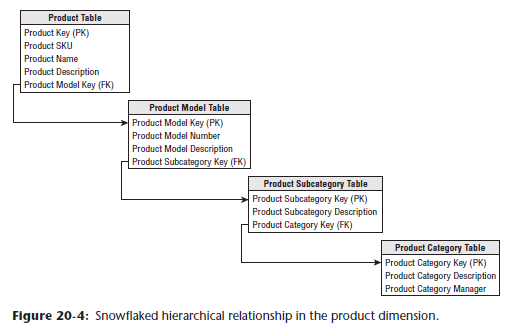 Product Table
Product Key (PK)
Product SKU
Product Name
Product Description
Product Model Key (FK)
Product Model Table
Product Model Key (PK)
Product Model Number
Product Model Description
Product Subcategory Key (FK)
Product Subcategory Table
Product Subcategory Key (PK)
Product Subcategory Description
Product Category Key (FK)
Product Category Table
Product Category Key (PK)
Product Category Description
Product Category Manager
Figure 20-4: Snowflaked hierarchical relationship in the product dimension.